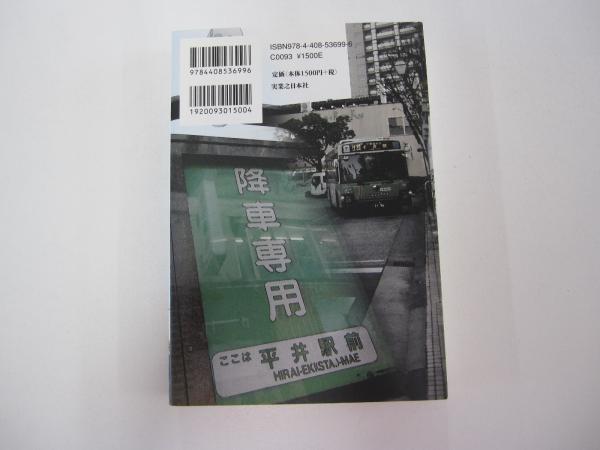 9784408536996
1920093015004
ISBN978-4-408-53699-6
C0093 ¥1500E
定価(本体1500円+税)
実業之日本社
降車専用
ここは 平井駅前
HIRAI-EKI(STA.)-MAE